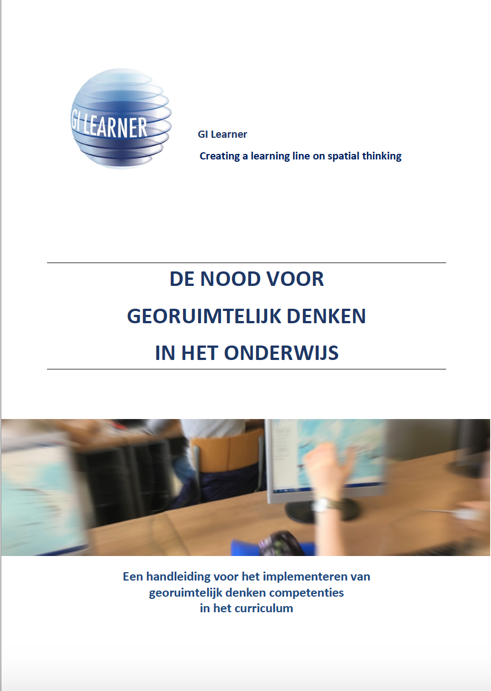 GI LEARNER
GI Learner
Creating a learning line on spatial thinking
DE NOOD VOOR
GEORUIMTELIJK DENKEN
IN HET ONDERWIJS
Een handleiding voor het implementeren van
georuimtelijk denken competenties
in het curriculum